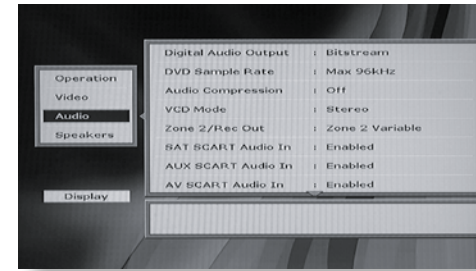 Operation
Video
Audio
Speakers
Display
Digital Audio Output : Bitstream
DVD Sample Rate : Max 96kHz
Audio Compression : Off
VCD Mode : Stereo
Zone 2/Rec Out : Zone 2 Variable
SAT SCART Audio In : Enabled
AUX SCART Audio In : Enabled
AV SCART Audio In : Enabled